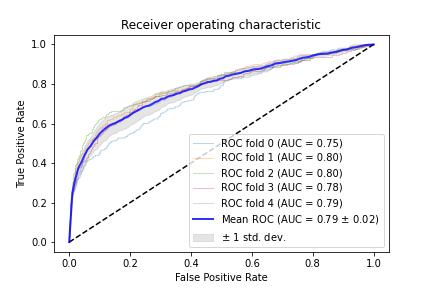 Receiver operating characteristic
1.0
0.8
0.6
0.4
0.2
0.0
True Positive Rate
ROC fold 0 (AUC = 0.75)
ROC fold 1 (AUC = 0.80)
ROC fold 2 (AUC = 0.80)
ROC fold 3 (AUC = 0.78)
ROC fold 4 (AUC = 0.79)
Mean ROC (AUC = 0.79 ± 0.02)
± 1 std. dev.
0.0 0.2 0.4 0.6 0.8 1.0
False Positive Rate